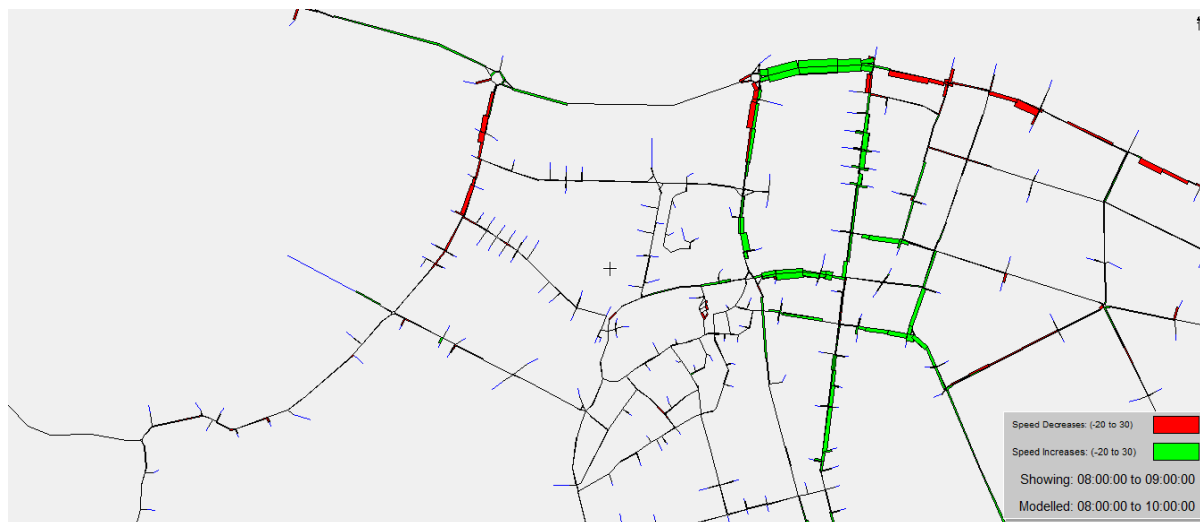 Speed Decreases: (-20 to 30)
Speed Increases: (-20 to 30)
Showing: 08:00:00 to 09:00:00
Modelled: 08:00:00 to 10:00:00